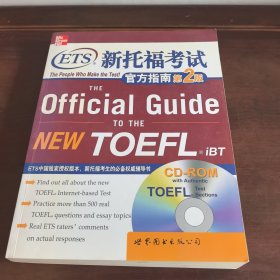 ETS
新托福考试
The People Who Make the Test!
官方指南 第2版
THE
Official Guide
TO THE
NEW TOEFL® iBT
ETS中国独家授权版本，新托福考生的必备权威辅导书
Find out all about the new
TOEFL® Internet-based Test
Practice more than 500 real
TOEFL® questions and essay topics
Real ETS raters' comments
on actual responses
CD-ROM
with Authentic
TOEFL® Test
Sections
世界图书出版公司